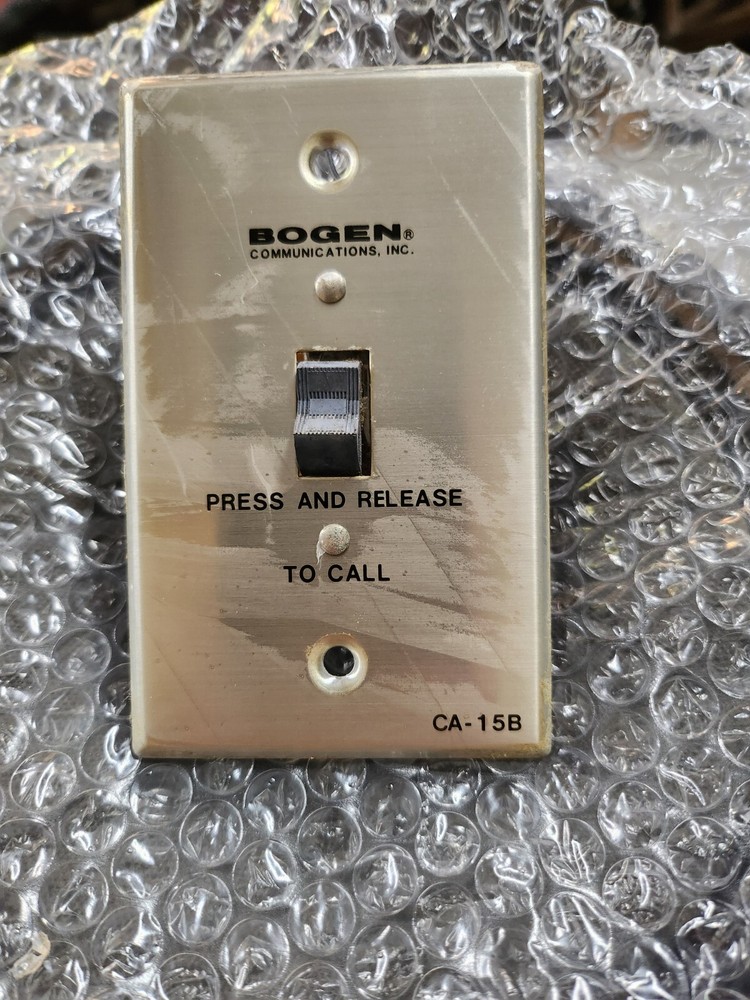 BOGEN®
COMMUNICATIONS, INC.
PRESS AND RELEASE
TO CALL
CA-15B